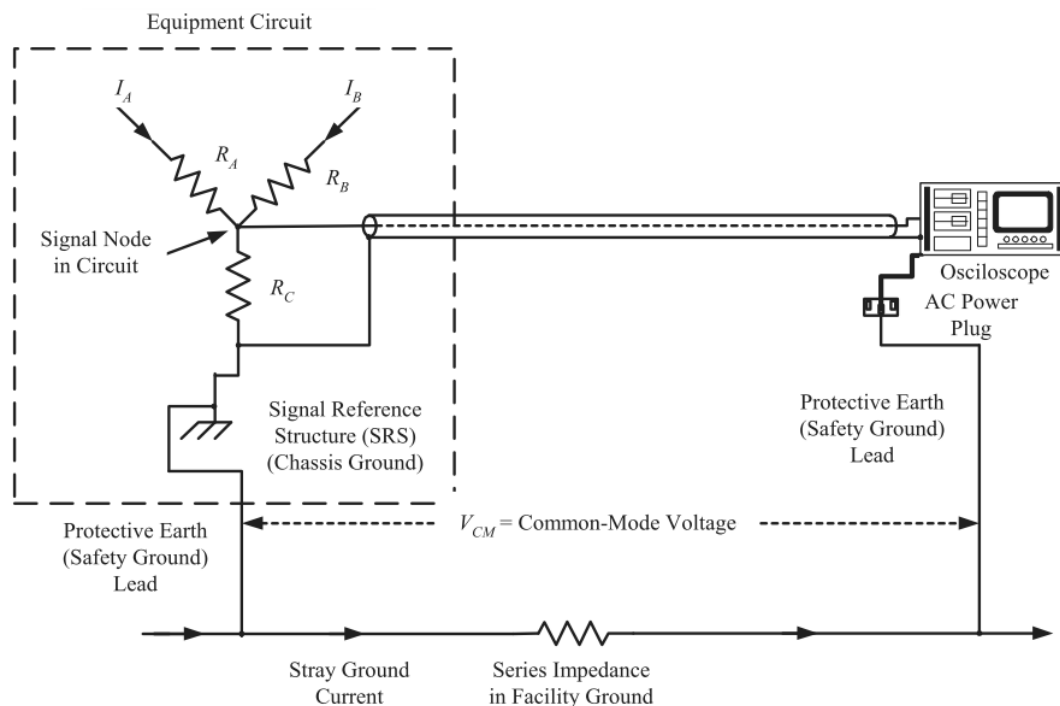 Equipment Circuit
I_A
I_B
R_A
R_B
Signal Node
in Circuit
R_C
Osciloscope
AC Power
Plug
Signal Reference
Structure (SRS)
(Chassis Ground)
Protective Earth
(Safety Ground)
Lead
V_CM = Common-Mode Voltage
Protective Earth
(Safety Ground)
Lead
Stray Ground
Current
Series Impedance
in Facility Ground